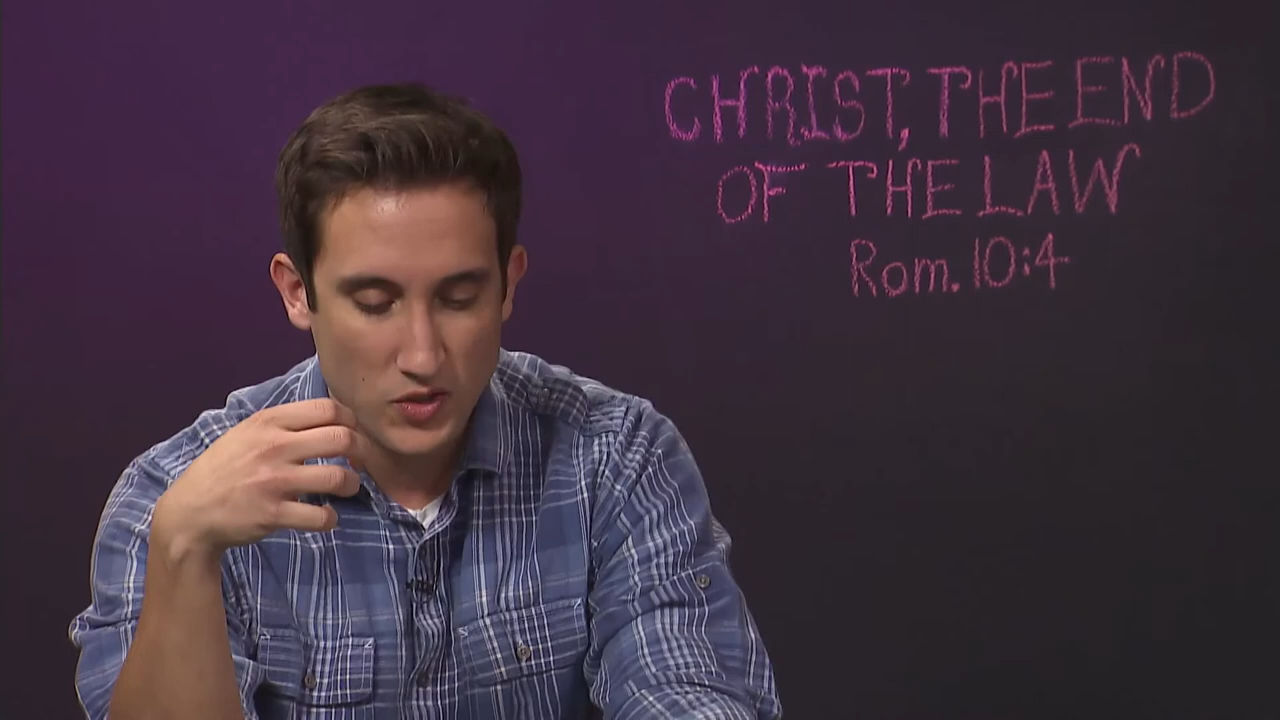 CHRIST, THE END
OF THE LAW
Rom. 10:4